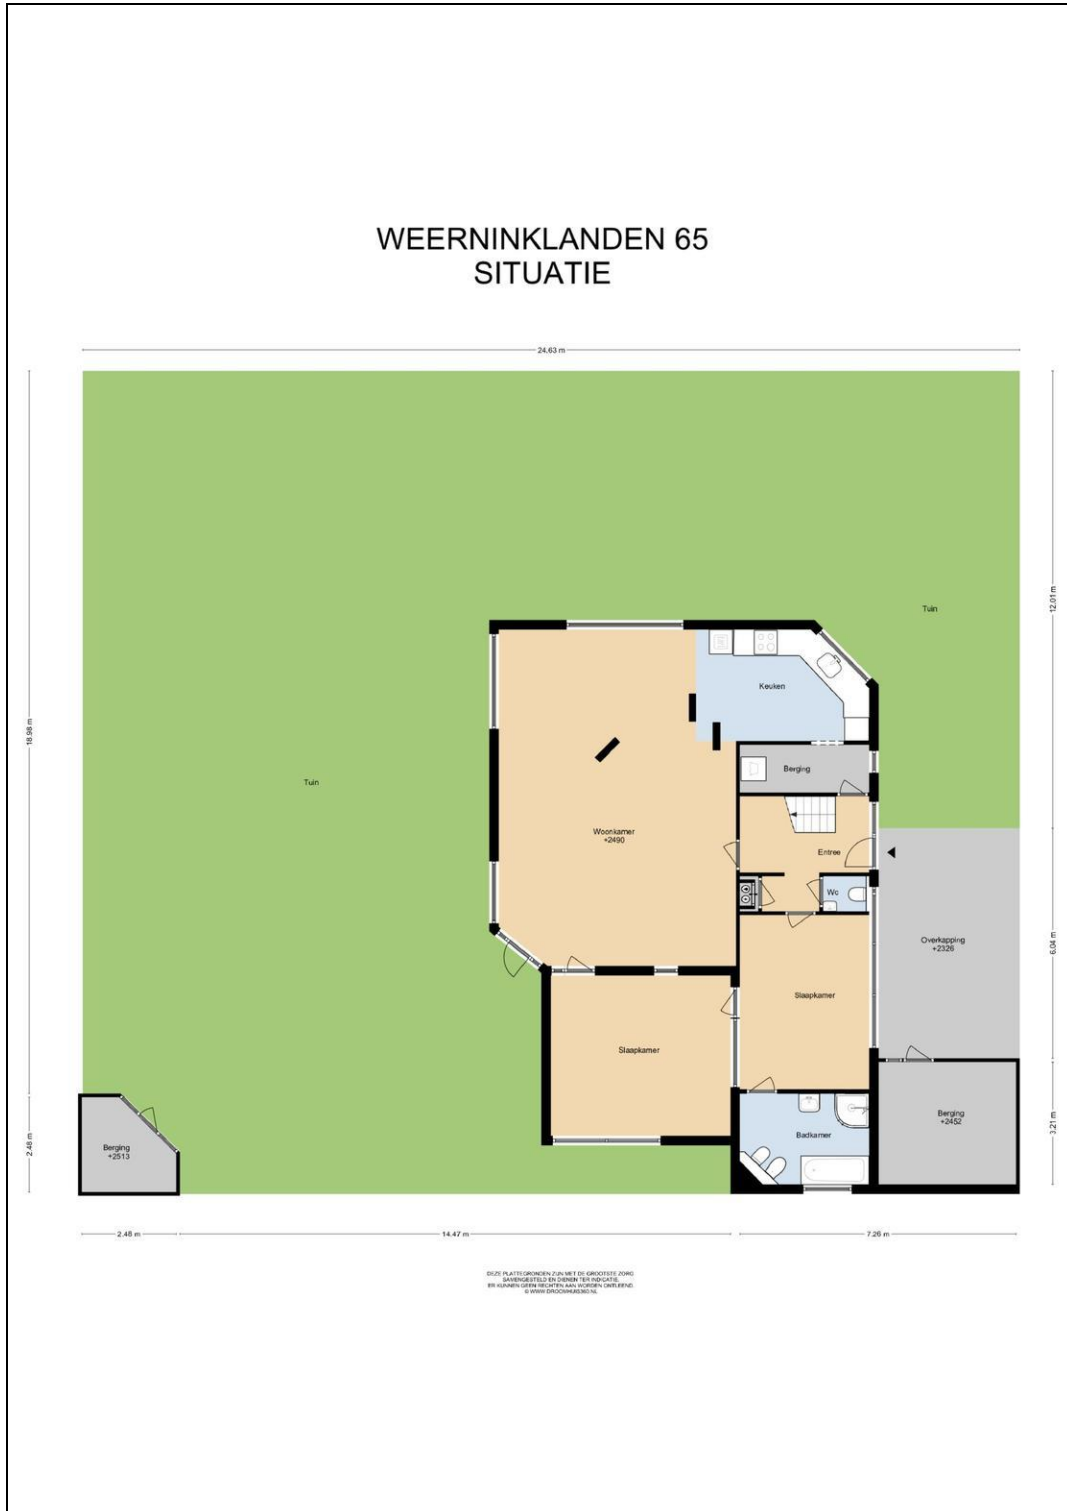 WEERNINKLANDEN 65
SITUATIE
24.63 m
18.98 m
12.01 m
Tuin
Keuken
Berging
Tuin
Woonkamer
+2490
Entree
Wc
Overkapping
+2326
6.04 m
Slaapkamer
Slaapkamer
Berging
+2452
3.21 m
Badkamer
Berging
+2513
2.48 m
2.48 m
14.47 m
7.26 m
DEZE PLATTEGRONDEN ZIJN MET DE GROOTSTE ZORG
SAMENGESTELD EN DIENEN TER INDICATIE.
ER KUNNEN GEEN RECHTEN AAN WORDEN ONTLEEND.
© WWW.DROOMHUIS360.NL